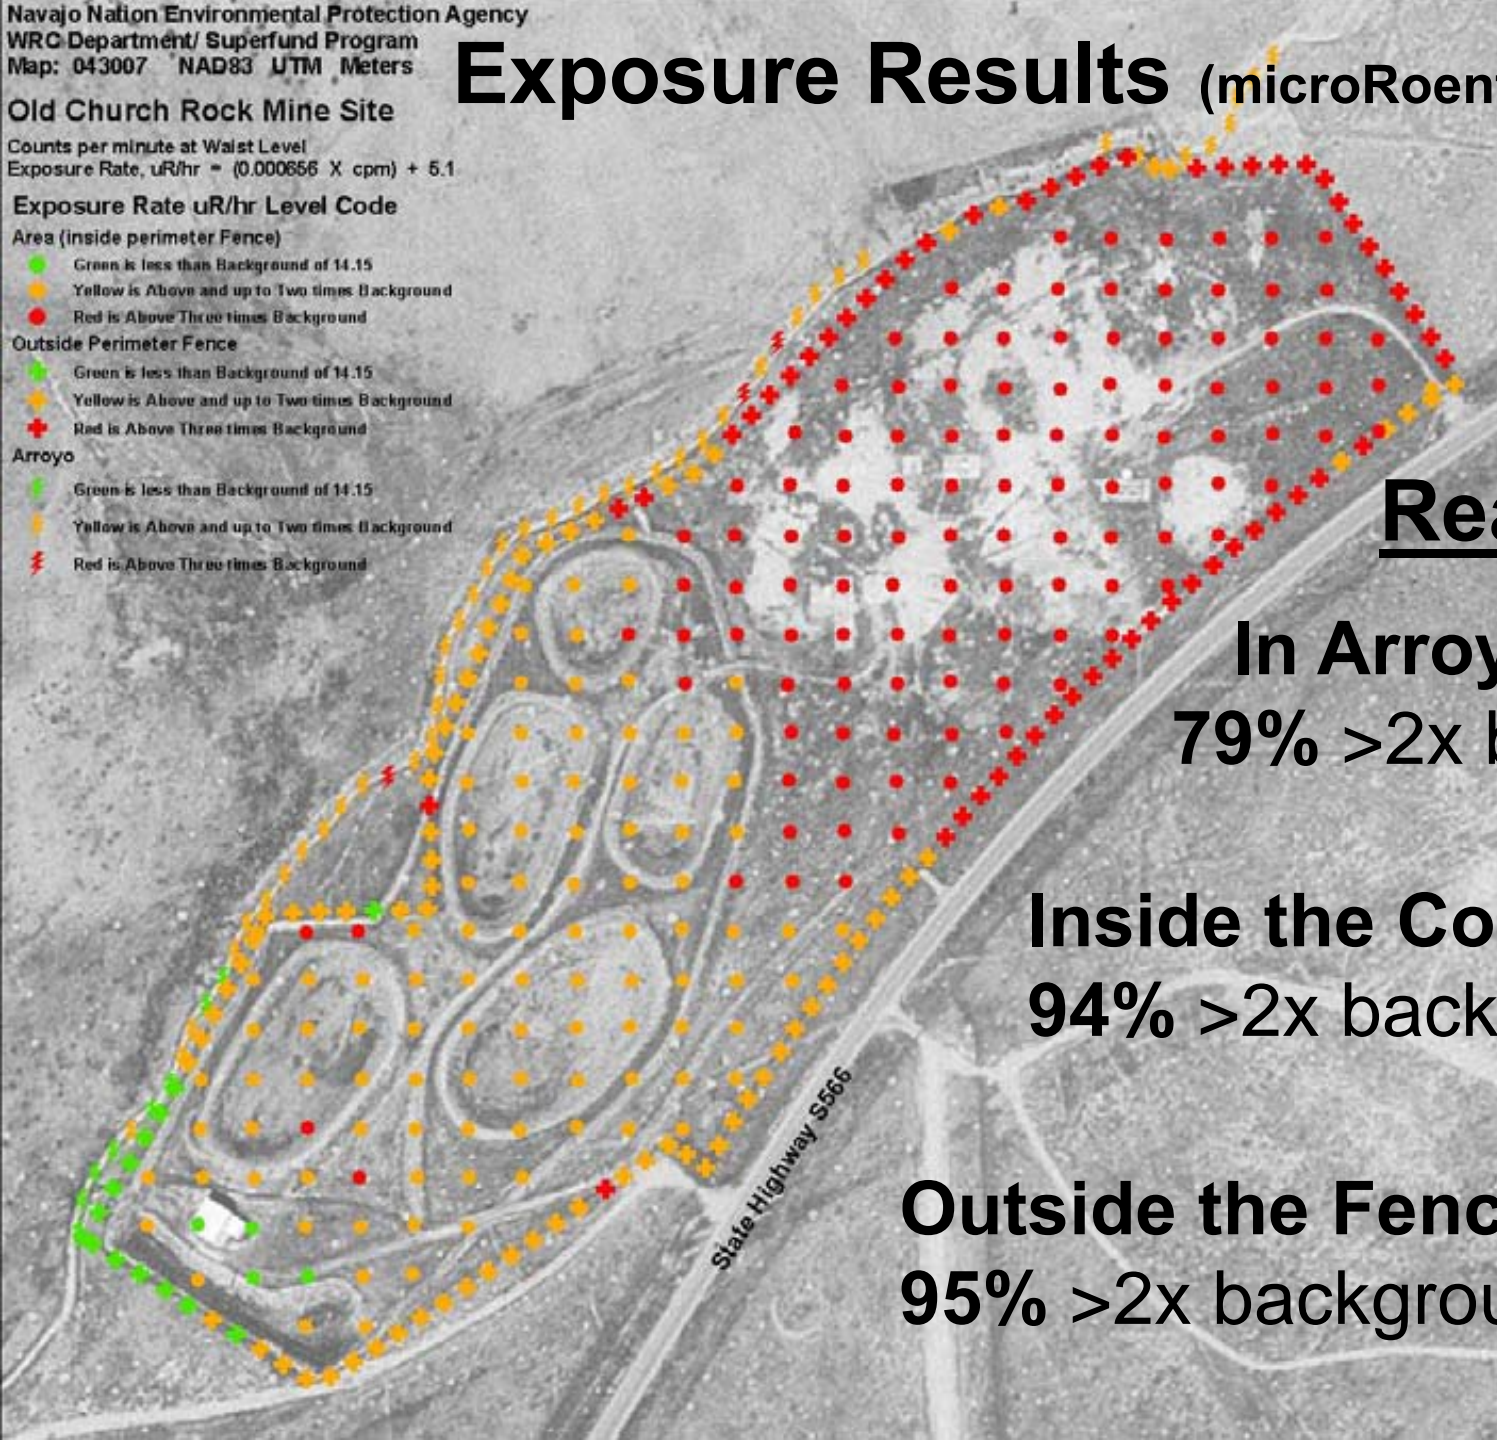 Navajo Nation Environmental Protection Agency
WRC Department/ Superfund Program
Map: 043007 NAD83 UTM Meters
Exposure Results (microRoent
Old Church Rock Mine Site
Counts per minute at Waist Level
Exposure Rate, uR/hr = (0.000656 X cpm) + 5.1
Exposure Rate uR/hr Level Code
Area (inside perimeter Fence)
Green is less than Background of 14.15
Yellow is Above and up to Two times Background
Red is Above Three times Background
Outside Perimeter Fence
Green is less than Background of 14.15
Yellow is Above and up to Two times Background
Red is Above Three times Background
Arroyo
Green is less than Background of 14.15
Yellow is Above and up to Two times Background
Red is Above Three times Background
Rea
In Arroy
79% >2x b
Inside the Co
94% >2x back
State Highway S566
Outside the Fenc
95% >2x backgrou